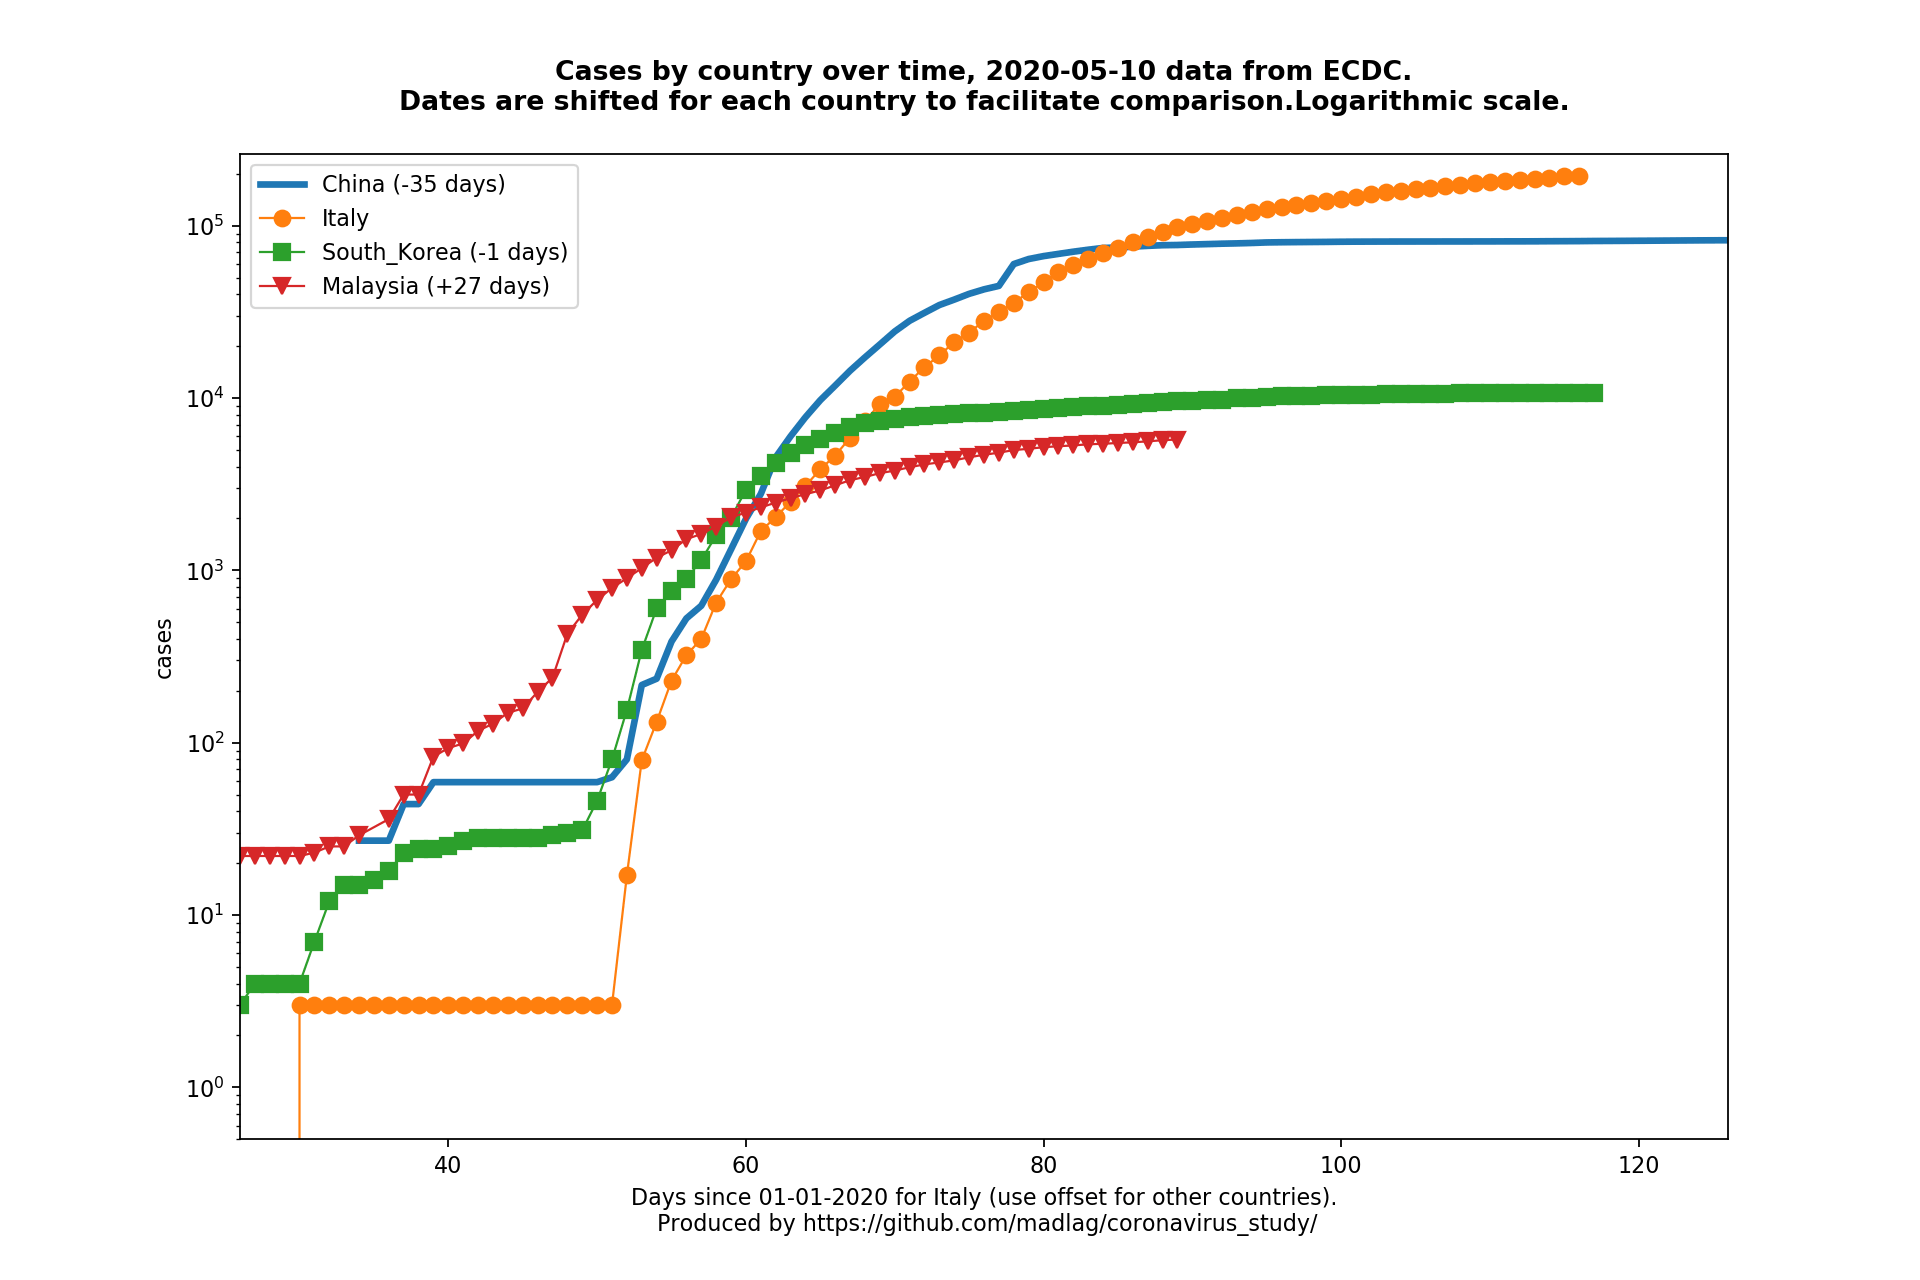 Cases by country over time, 2020-05-10 data from ECDC.
Dates are shifted for each country to facilitate comparison.Logarithmic scale.
China (-35 days)
Italy
South_Korea (-1 days)
Malaysia (+27 days)
10^5
10^4
10^3
10^2
10^1
10^0
cases
40 60 80 100 120
Days since 01-01-2020 for Italy (use offset for other countries).
Produced by https://github.com/madlag/coronavirus_study/